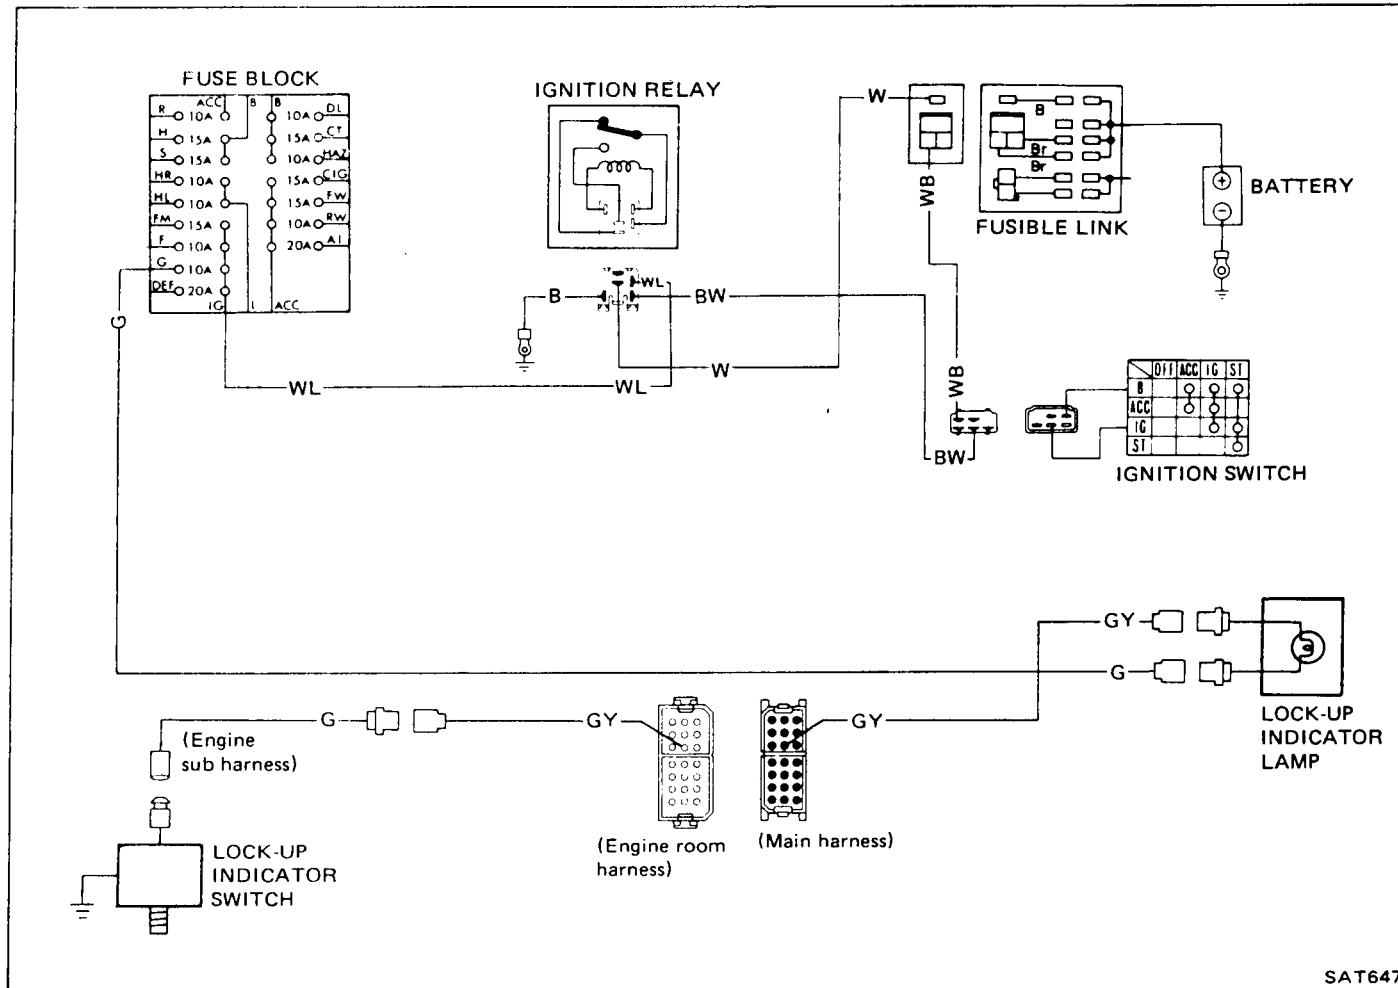 FUSE BLOCK
R
ACC
B
B
10A
10A
DL
H
15A
15A
CT
S
15A
10A
HAZ
HR
10A
15A
CIG
HL
10A
15A
FW
FM
15A
10A
RW
F
10A
20A
G
10A
DEF
20A
IG
L
ACC
IGNITION RELAY
W
B
Br
Br
FUSIBLE LINK
WB
BATTERY
G
B
WL
BW
W
WL
WL
WB
BW
OFF ACC IG ST
B
ACC
IG
ST
IGNITION SWITCH
GY
G
LOCK-UP
INDICATOR
LAMP
G
GY
GY
(Engine
sub harness)
(Engine room
harness)
(Main harness)
LOCK-UP
INDICATOR
SWITCH
SAT647